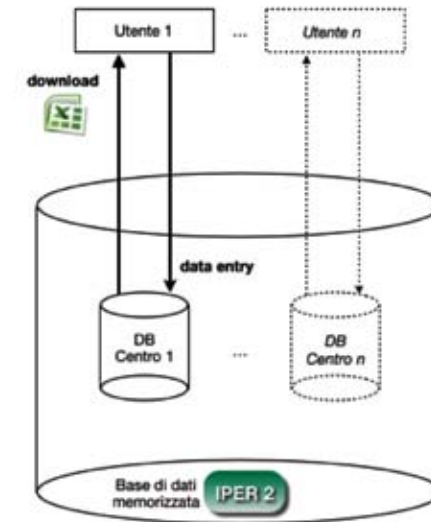 Utente 1
...
Utente n
download
X
data entry
DB
Centro 1
...
DB
Centro n
Base di dati
memorizzata
IPER 2